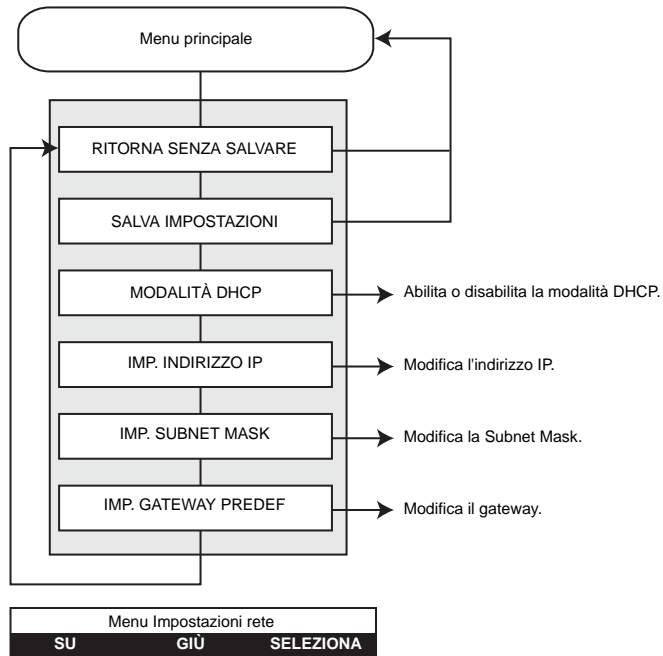 Menu principale
RITORNA SENZA SALVARE
SALVA IMPOSTAZIONI
MODALITÀ DHCP
Abilita o disabilita la modalità DHCP.
IMP. INDIRIZZO IP
Modifica l'indirizzo IP.
IMP. SUBNET MASK
Modifica la Subnet Mask.
IMP. GATEWAY PREDEF
Modifica il gateway.
Menu Impostazioni rete
SU GIÙ SELEZIONA